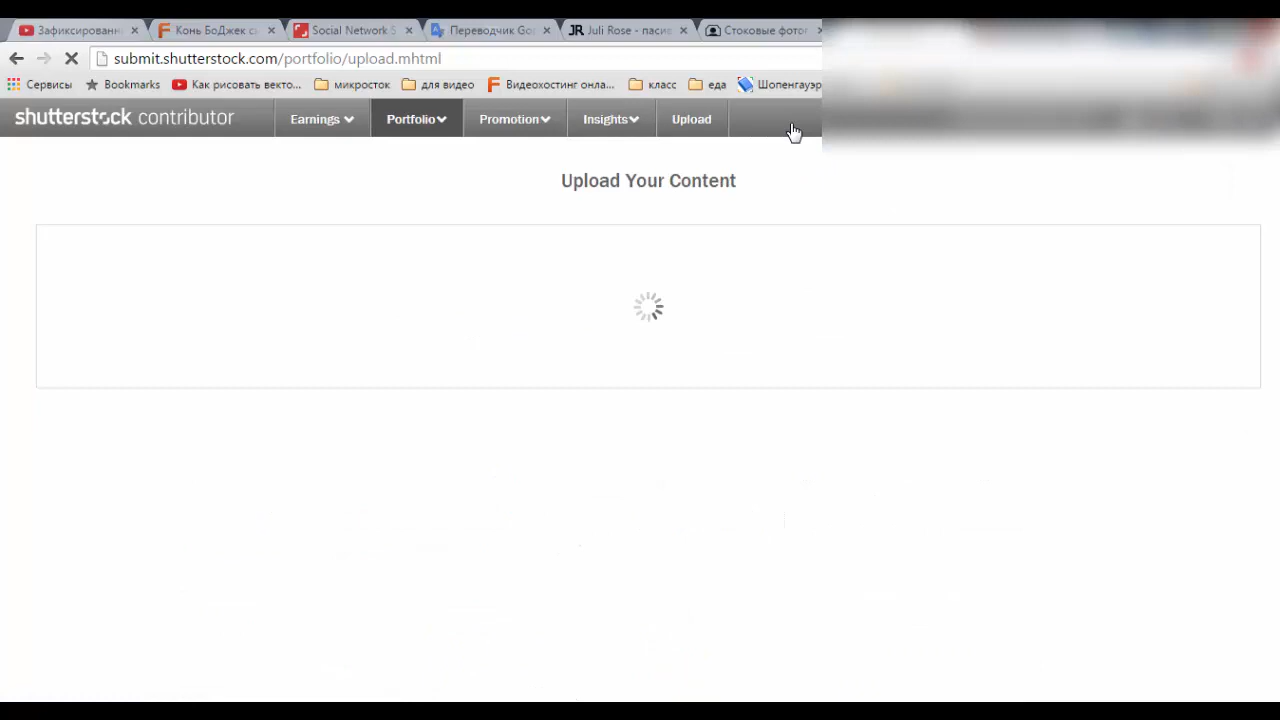 Зафиксированн Конь БоДжек с Social Network S Переводчик Goo Juli Rose - пасие Стоковые фотог
submit.shutterstock.com/portfolio/upload.mhtml
Сервисы Bookmarks Как рисовать векто... микросток для видео Видеохостинг онла... класс еда Шопенгауэр
shutterstock contributor Earnings Portfolio Promotion Insights Upload
Upload Your Content